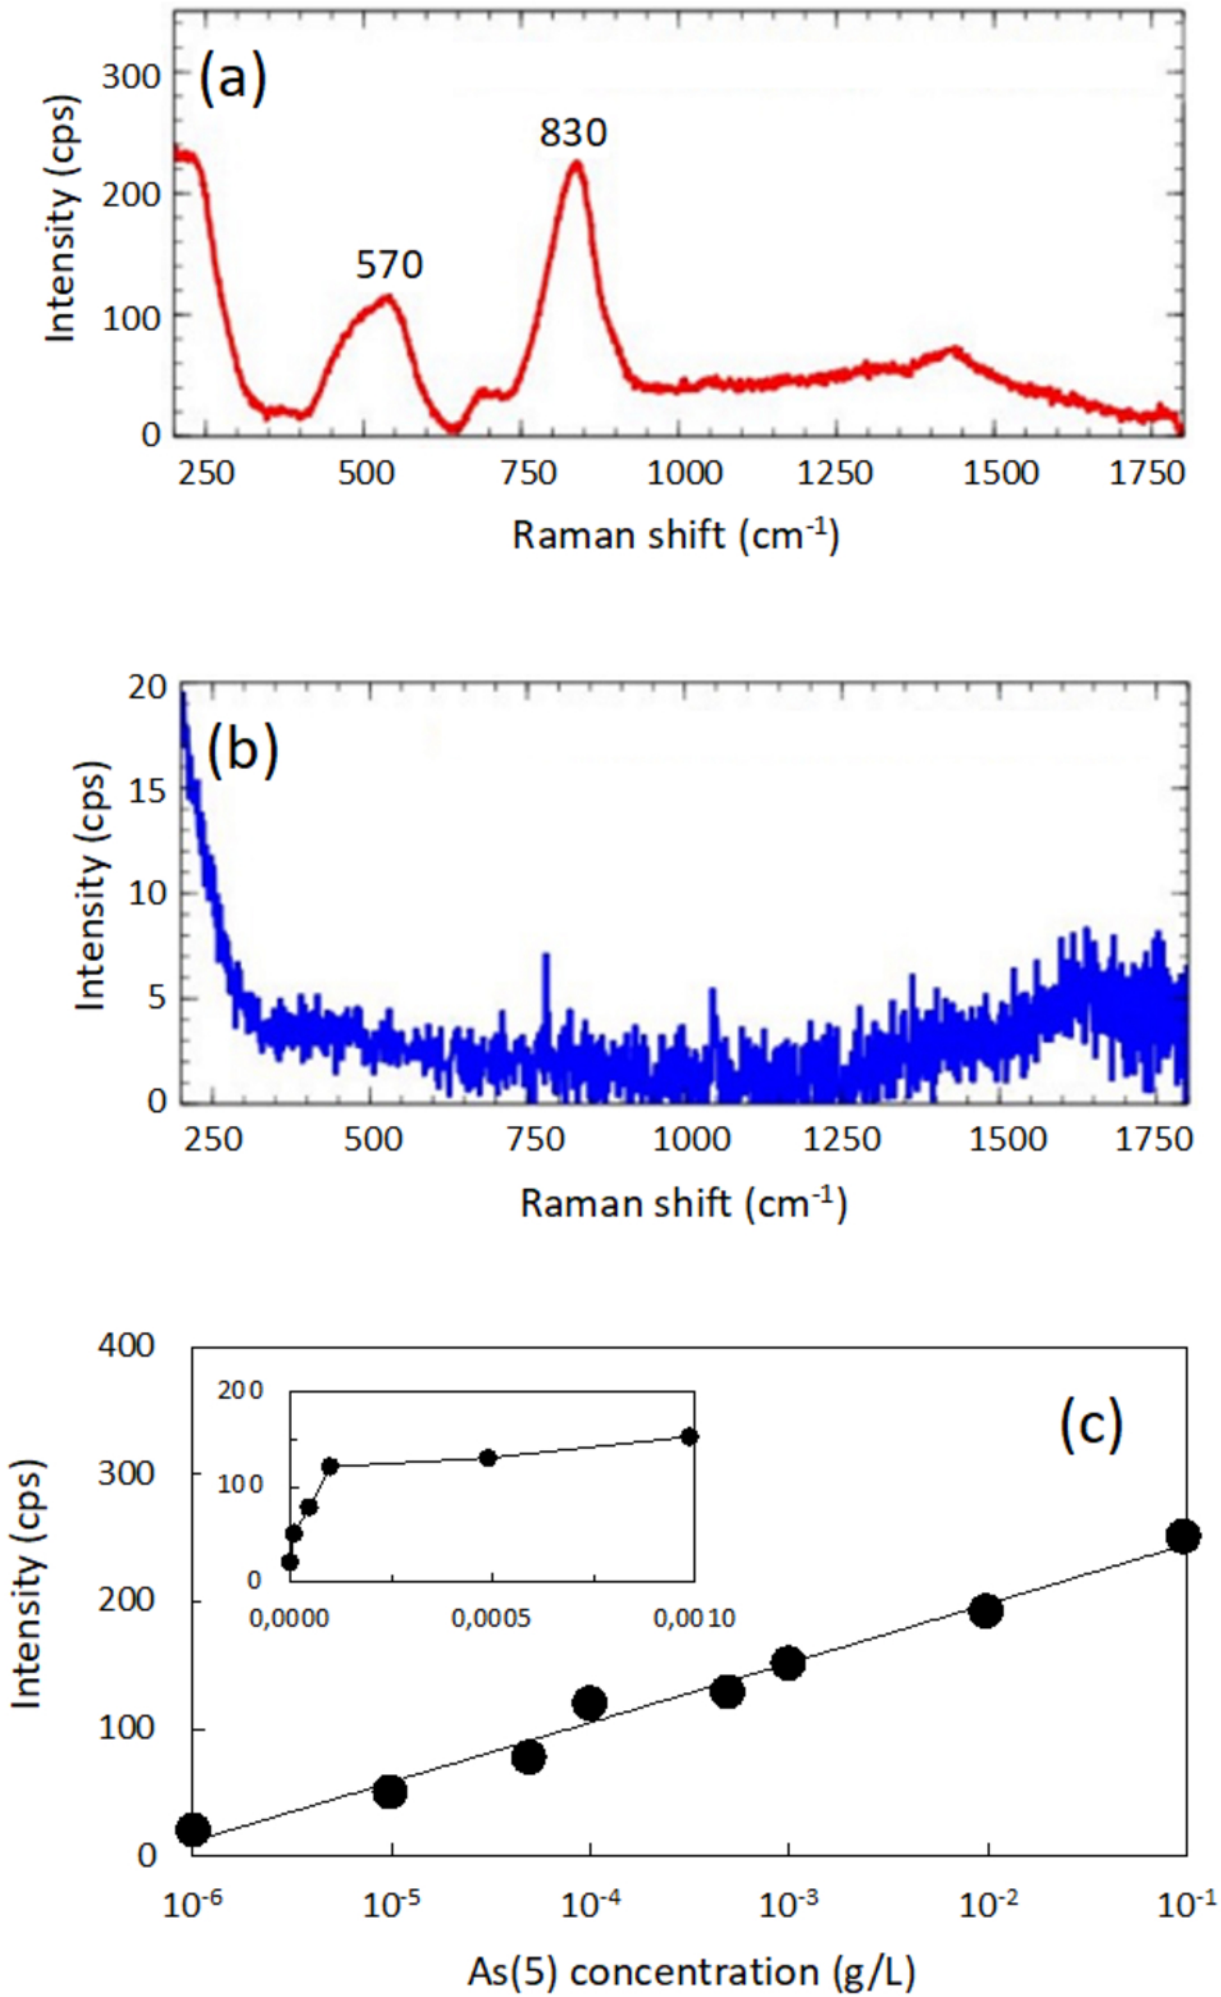 (a)
830
570
300
200
100
0
Intensity (cps)
250 500 750 1000 1250 1500 1750
Raman shift (cm⁻¹)
(b)
20
15
10
5
0
Intensity (cps)
250 500 750 1000 1250 1500 1750
Raman shift (cm⁻¹)
(c)
400
300
200
100
0
Intensity (cps)
200
100
0
0,0000 0,0005 0,0010
10⁻⁶ 10⁻⁵ 10⁻⁴ 10⁻³ 10⁻² 10⁻¹
As(5) concentration (g/L)